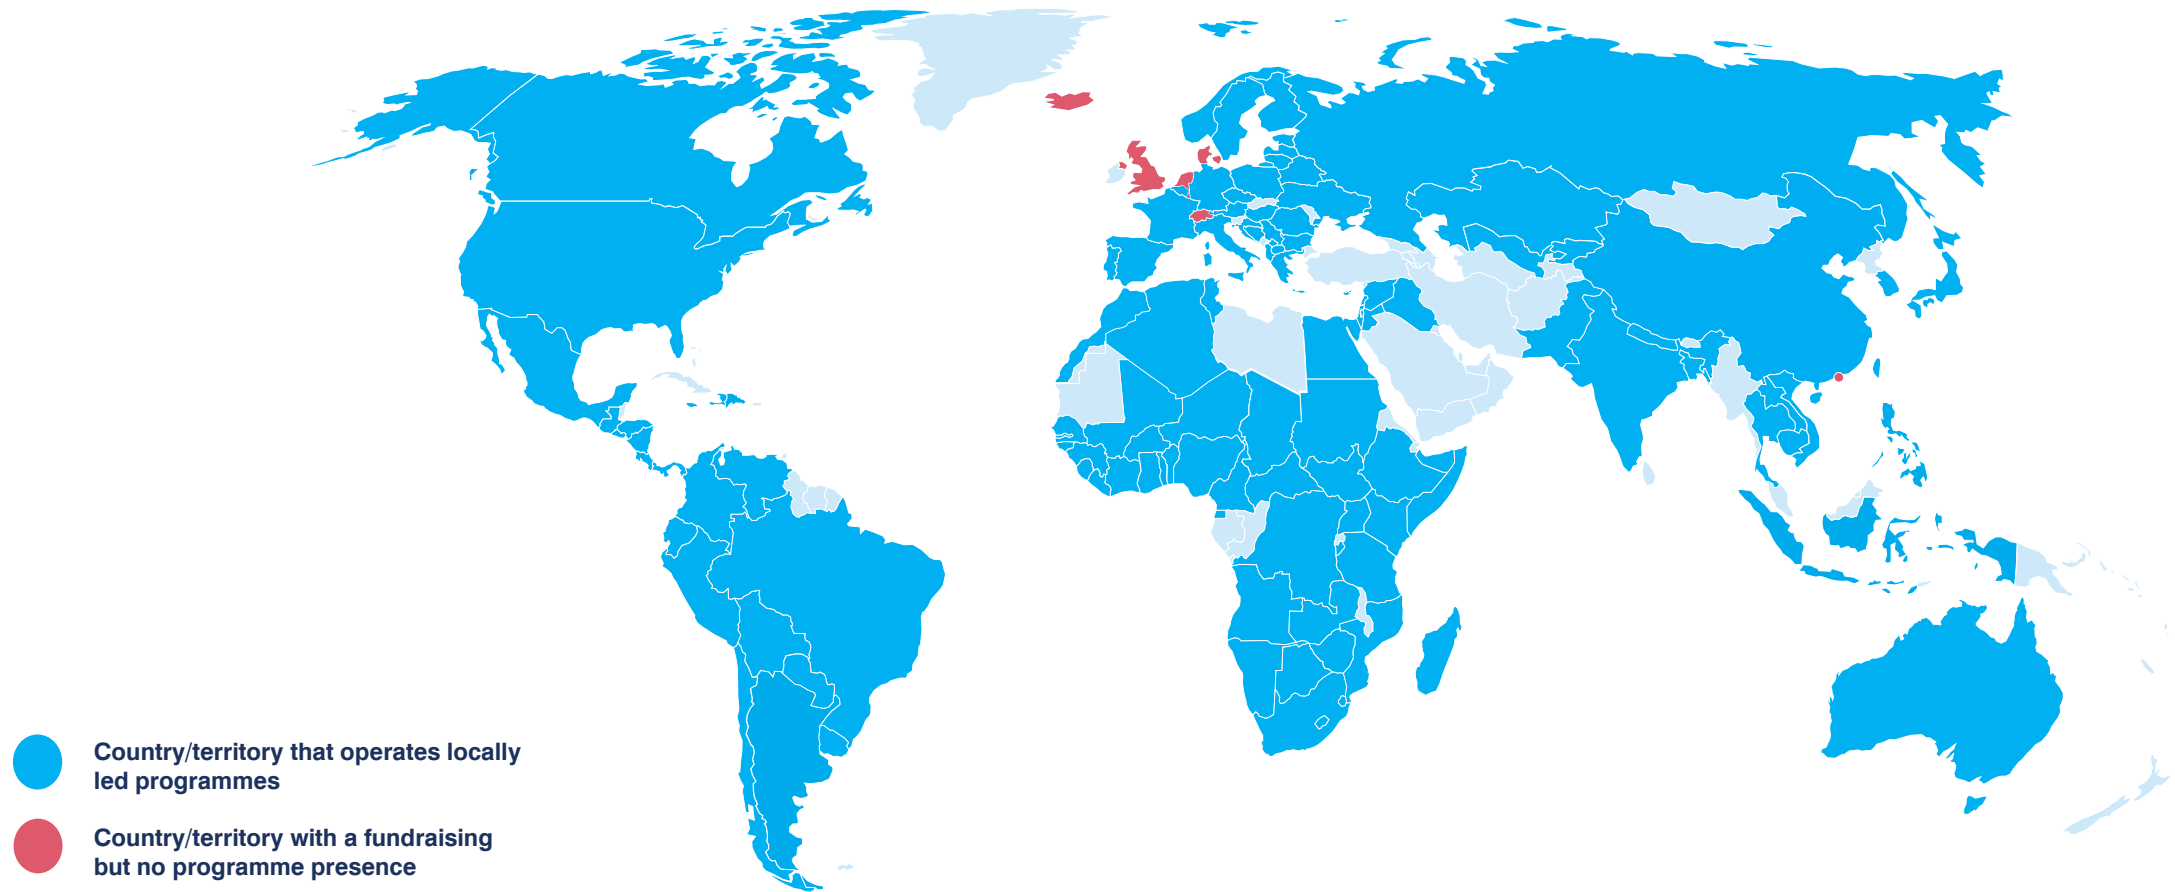 Country/territory that operates locally
led programmes
Country/territory with a fundraising
but no programme presence